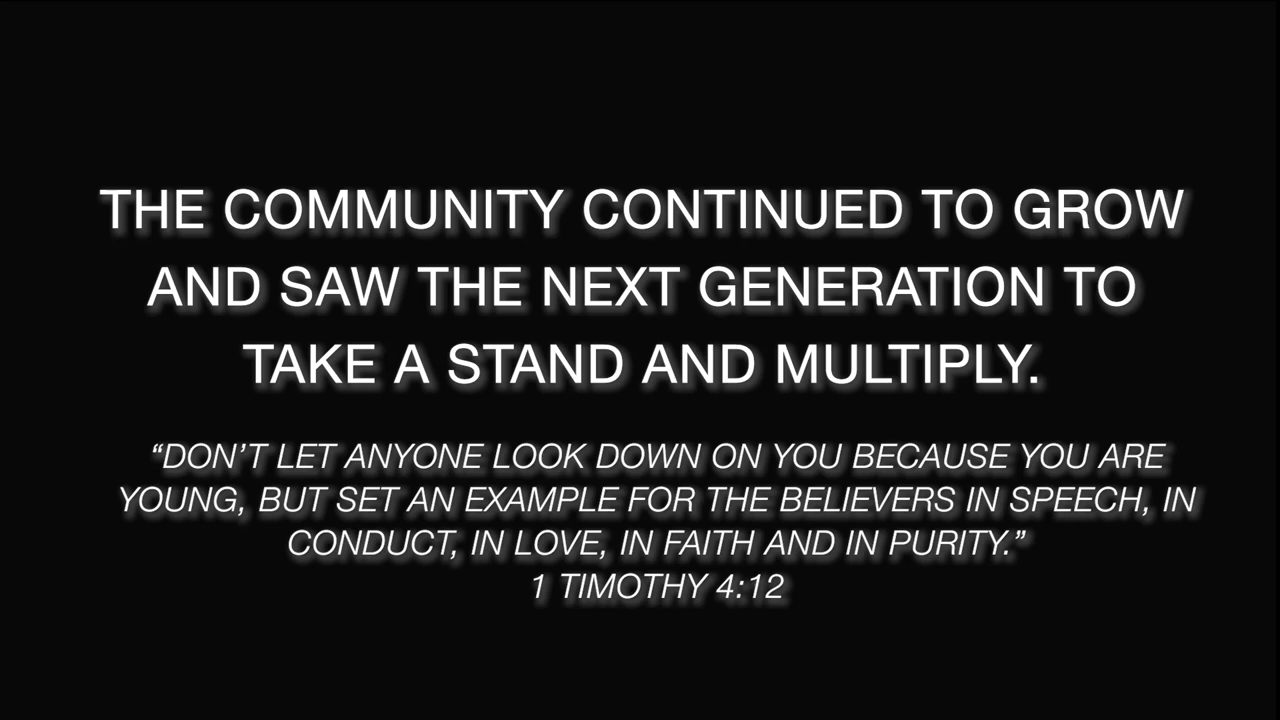 THE COMMUNITY CONTINUED TO GROW
AND SAW THE NEXT GENERATION TO
TAKE A STAND AND MULTIPLY.
“DON’T LET ANYONE LOOK DOWN ON YOU BECAUSE YOU ARE
YOUNG, BUT SET AN EXAMPLE FOR THE BELIEVERS IN SPEECH, IN
CONDUCT, IN LOVE, IN FAITH AND IN PURITY.”
1 TIMOTHY 4:12